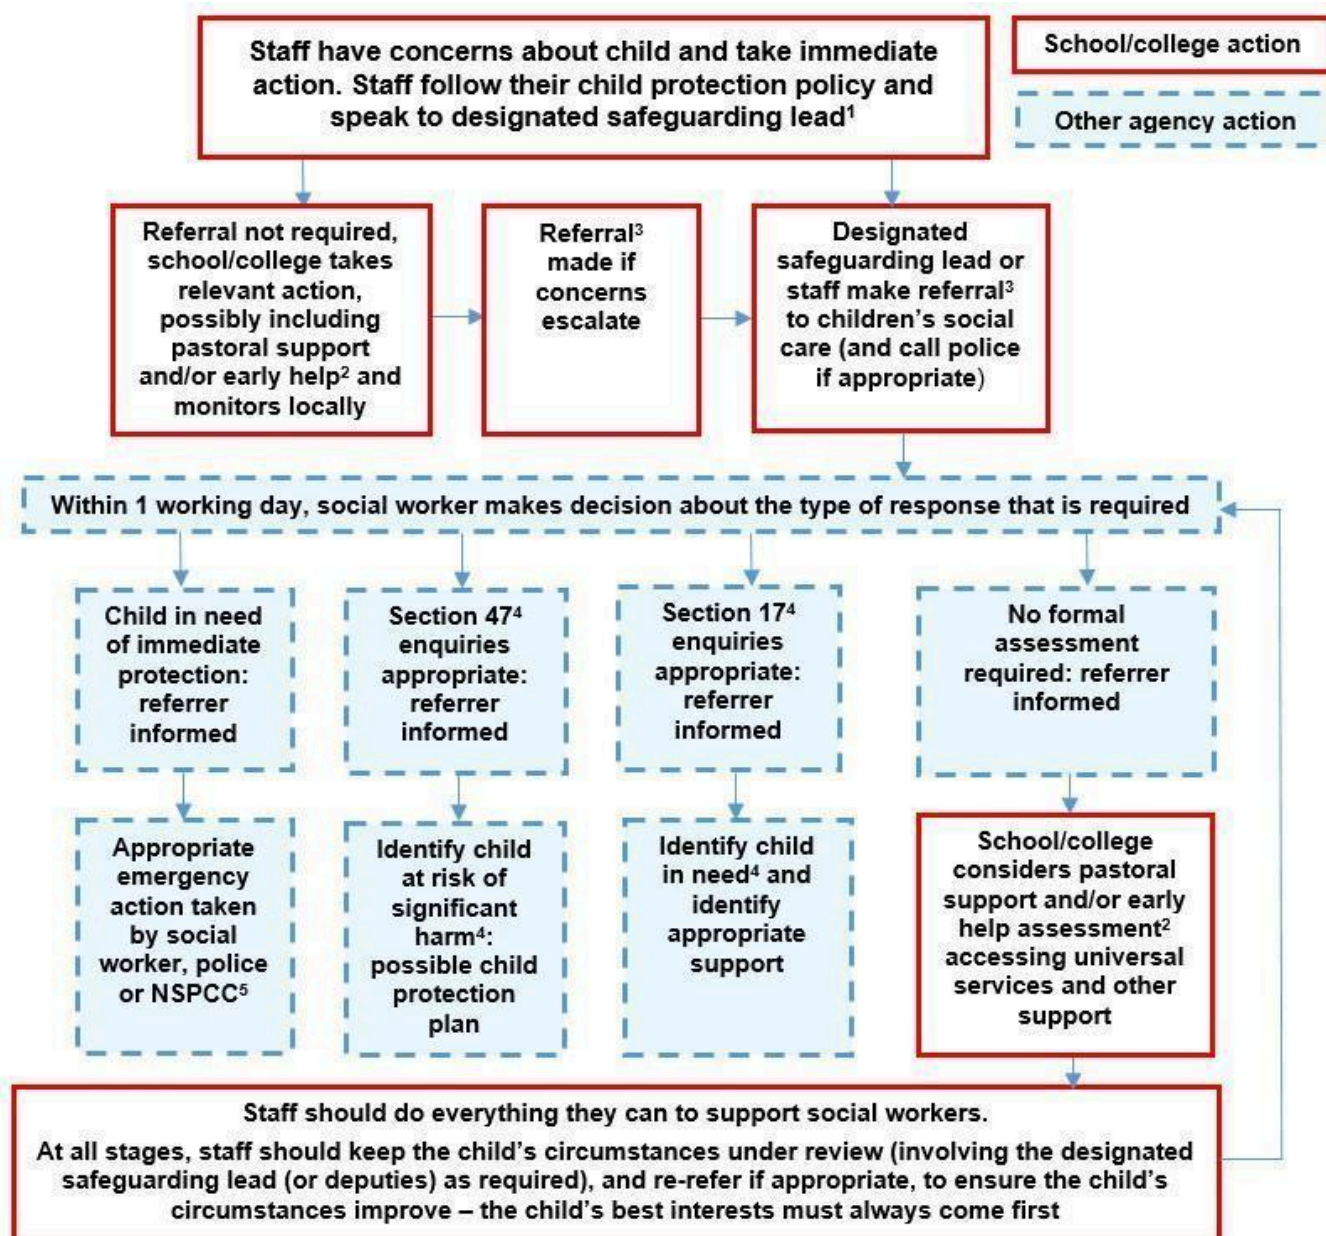 Staff have concerns about child and take immediate
action. Staff follow their child protection policy and
speak to designated safeguarding lead¹
School/college action
Other agency action
Referral not required,
school/college takes
relevant action,
possibly including
pastoral support
and/or early help² and
monitors locally
Referral³
made if
concerns
escalate
Designated
safeguarding lead or
staff make referral³
to children’s social
care (and call police
if appropriate)
Within 1 working day, social worker makes decision about the type of response that is required
Child in need
of immediate
protection:
referrer
informed
Section 47⁴
enquiries
appropriate:
referrer
informed
Section 17⁴
enquiries
appropriate:
referrer
informed
No formal
assessment
required: referrer
informed
Appropriate
emergency
action taken
by social
worker, police
or NSPCC⁵
Identify child
at risk of
significant
harm⁴:
possible child
protection
plan
Identify child
in need⁴ and
identify
appropriate
support
School/college
considers pastoral
support and/or early
help assessment²
accessing universal
services and other
support
Staff should do everything they can to support social workers.
At all stages, staff should keep the child’s circumstances under review (involving the designated
safeguarding lead (or deputies) as required), and re-refer if appropriate, to ensure the child’s
circumstances improve – the child’s best interests must always come first